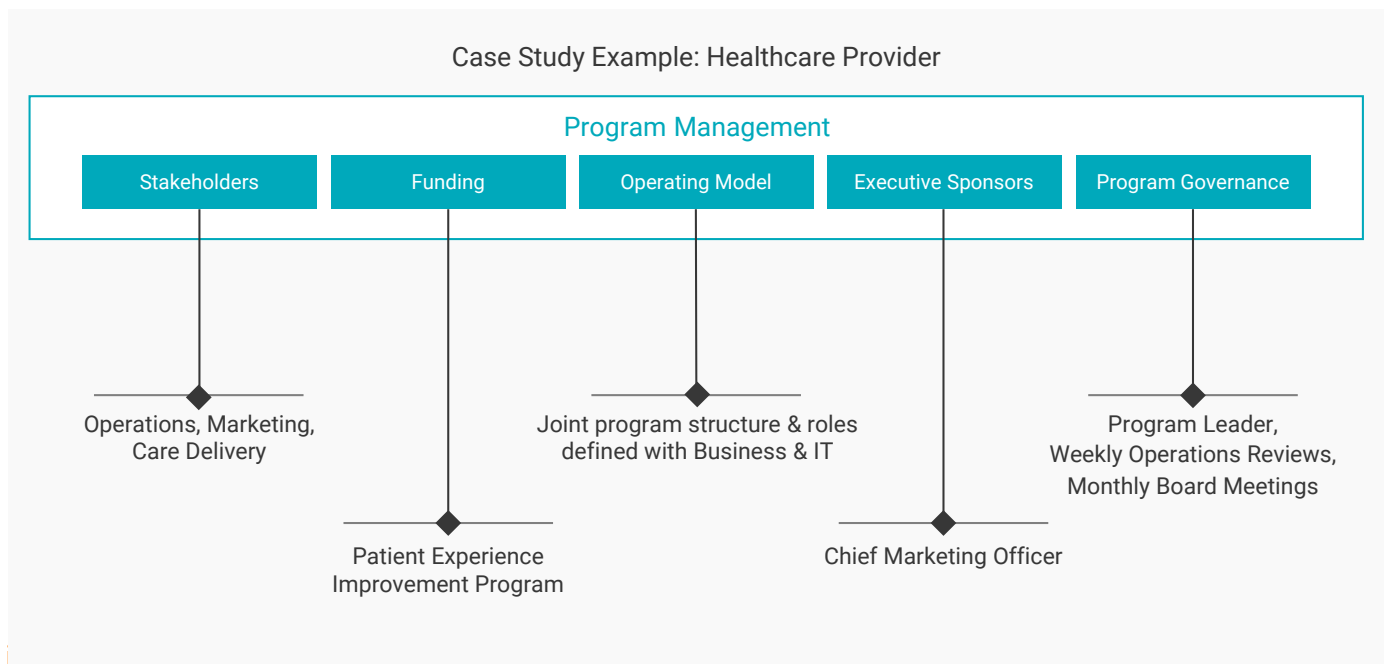 Case Study Example: Healthcare Provider
Program Management
Stakeholders
Funding
Operating Model
Executive Sponsors
Program Governance
Operations, Marketing,
Care Delivery
Joint program structure & roles
defined with Business & IT
Program Leader,
Weekly Operations Reviews,
Monthly Board Meetings
Patient Experience
Improvement Program
Chief Marketing Officer